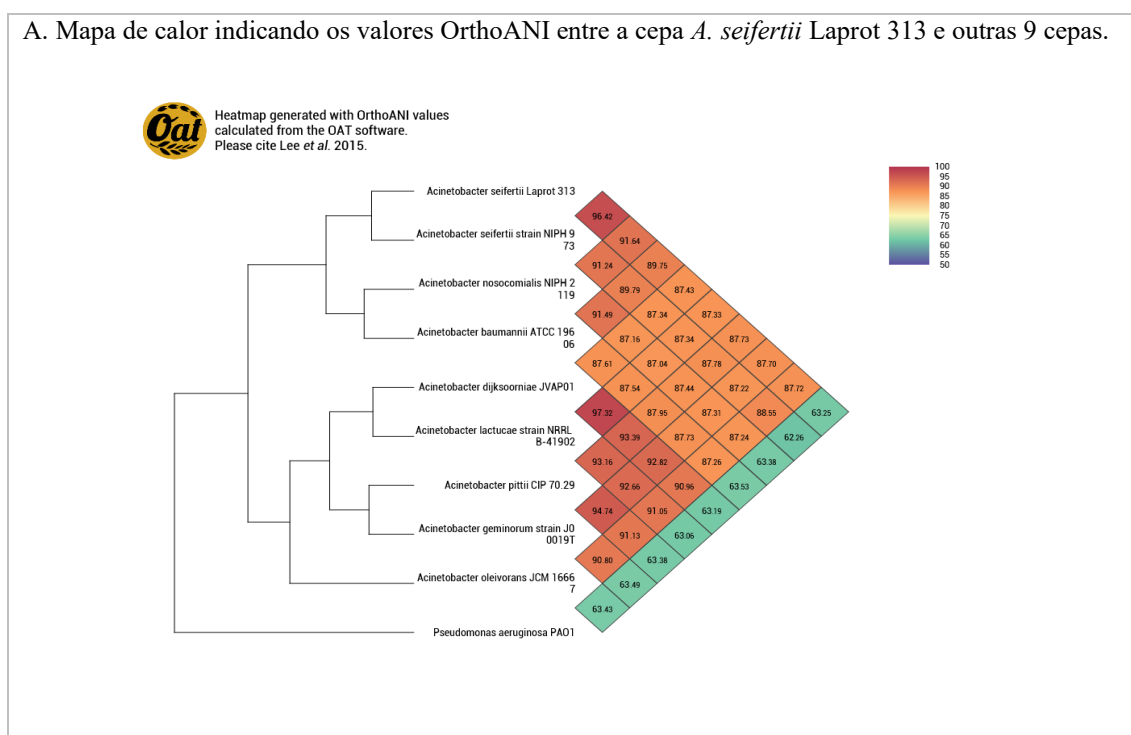 A. Mapa de calor indicando os valores OrthoANI entre a cepa A. seifertii Laprot 313 e outras 9 cepas.
Oat
Heatmap generated with OrthoANI values
calculated from the OAT software.
Please cite Lee et al. 2015.
100
95
90
85
80
75
70
65
60
55
50
Acinetobacter seifertii Laprot 313
96.42
Acinetobacter seifertii strain NIPH 9
73
91.64
91.24 89.75
Acinetobacter nosocomialis NIPH 2
119
89.79 87.43
91.49 87.34 87.33
Acinetobacter baumannii ATCC 196
06
87.16 87.34 87.73
87.61 87.04 87.78 87.70
Acinetobacter dijksoorniae JVAP01
87.54 87.44 87.22 87.72
97.32 87.95 87.31 88.55 63.25
Acinetobacter lactucae strain NRRL
B-41902
93.39 87.73 87.24 62.26
93.16 92.82 87.26 63.38
Acinetobacter pittii CIP 70.29
92.66 90.96 63.53
94.74 91.05 63.19
Acinetobacter geminorum strain J0
0019T
91.13 63.06
90.80 63.38
Acinetobacter oleivorans JCM 1666
7
63.49
63.43
Pseudomonas aeruginosa PAO1